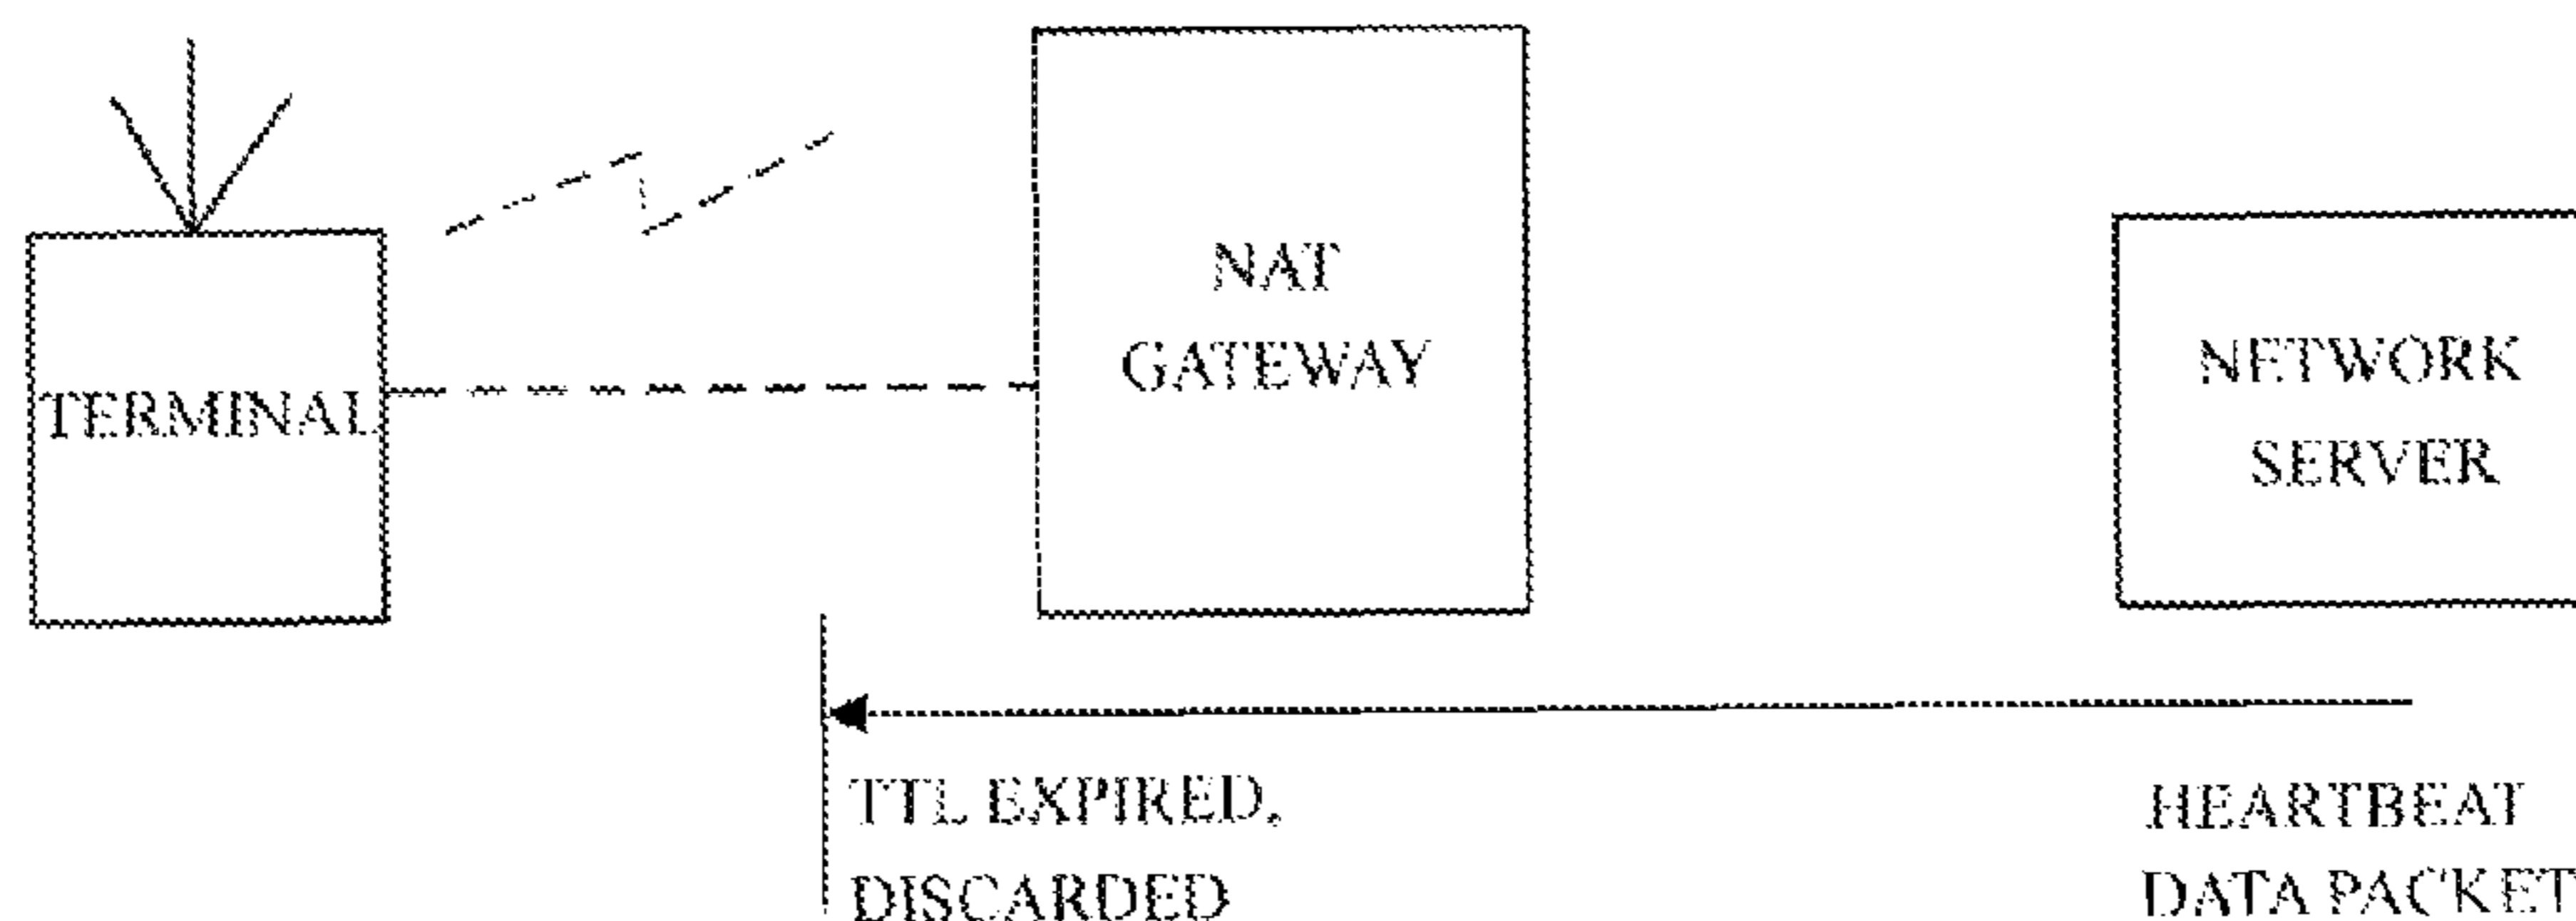 NAT
GATEWAY
TERMINAL
NETWORK
SERVER
TTL EXPIRED,
DISCARDED
HEARTBEAT
DATA PACKET